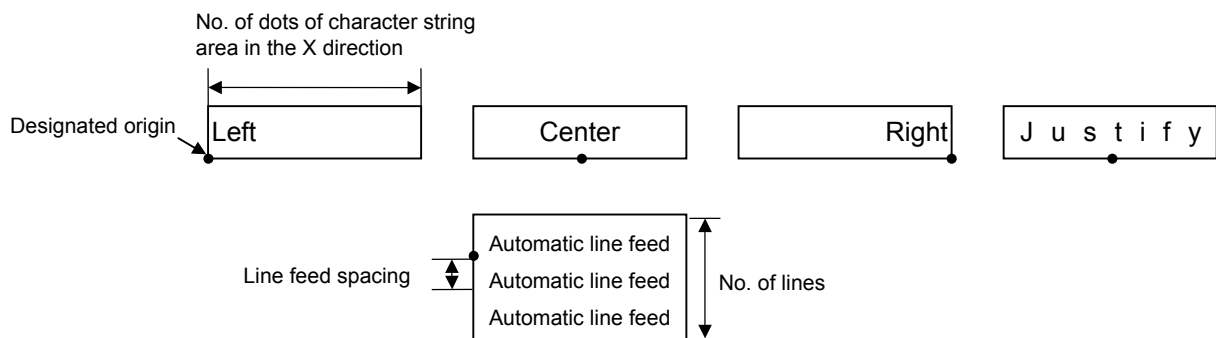 No. of dots of character string
area in the X direction
Designated origin
Left
Center
Right
J u s t i f y
Automatic line feed
Line feed spacing
Automatic line feed
No. of lines
Automatic line feed